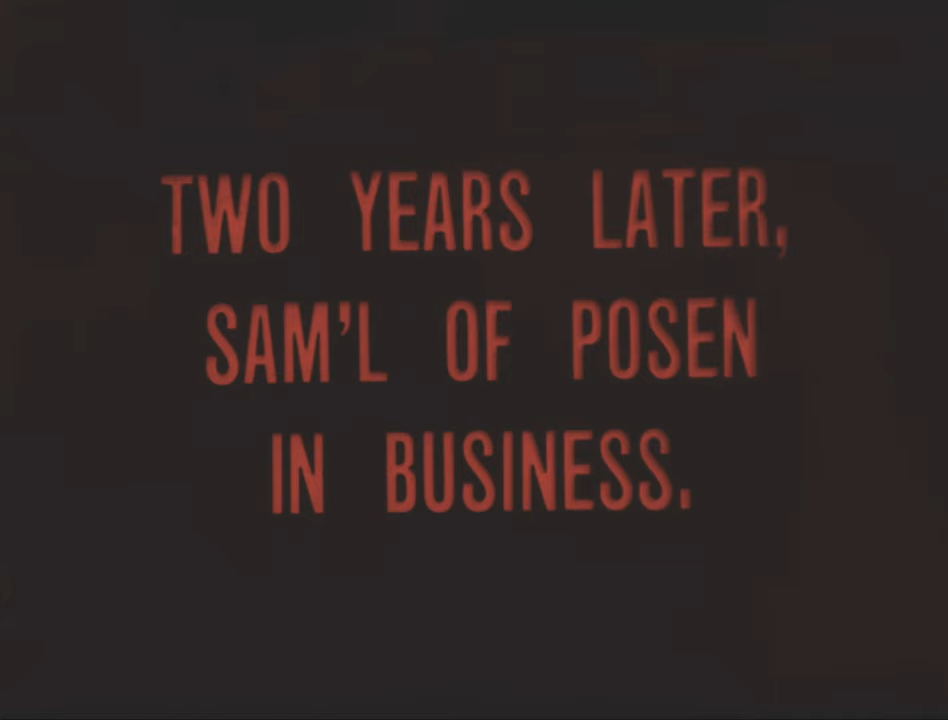 TWO YEARS LATER,
SAM'L OF POSEN
IN BUSINESS.